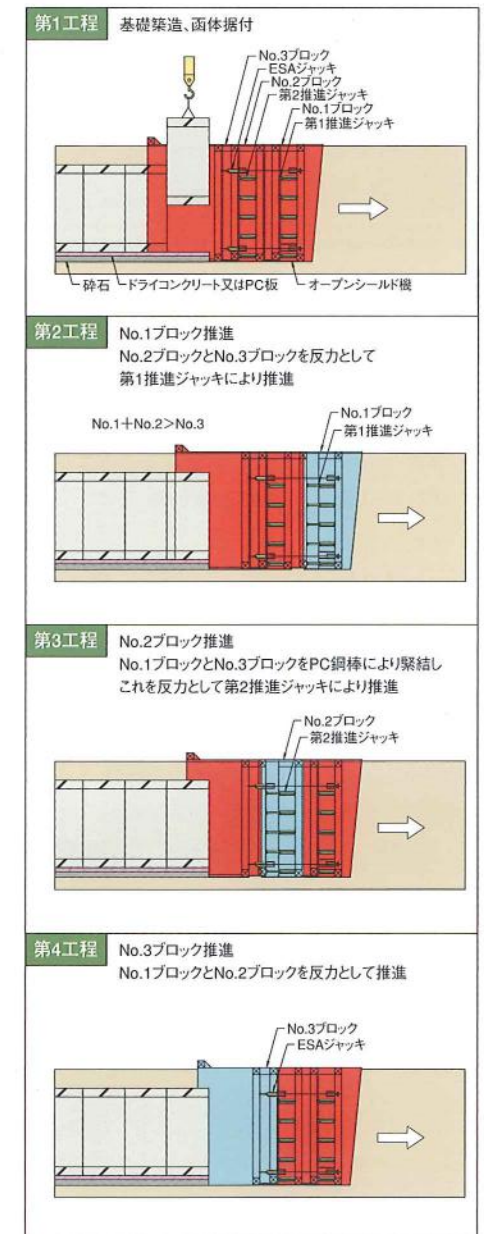 第1工程 基礎築造、函体据付
No.3ブロック
ESAジャッキ
No.2ブロック
第2推進ジャッキ
No.1ブロック
第1推進ジャッキ
砕石
ドライコンクリート又はPC板
オープンシールド機
第2工程 No.1ブロック推進
No.2ブロックとNo.3ブロックを反力として
第1推進ジャッキにより推進
No.1+No.2>No.3
No.1ブロック
第1推進ジャッキ
第3工程 No.2ブロック推進
No.1ブロックとNo.3ブロックをPC鋼棒により緊結し
これを反力として第2推進ジャッキにより推進
No.2ブロック
第2推進ジャッキ
第4工程 No.3ブロック推進
No.1ブロックとNo.2ブロックを反力として推進
No.3ブロック
ESAジャッキ